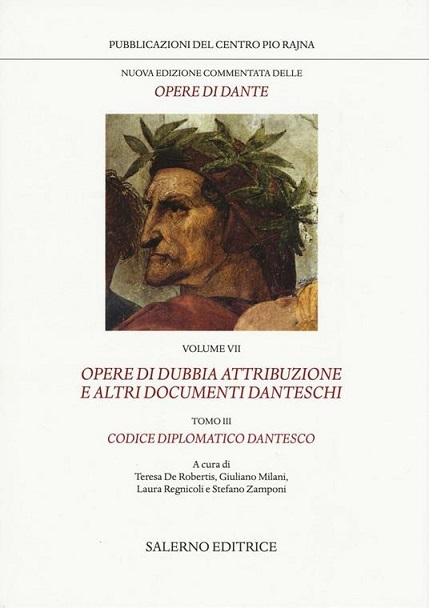 PUBBLICAZIONI DEL CENTRO PIO RAJNA
NUOVA EDIZIONE COMMENTATA DELLE
OPERE DI DANTE
VOLUME VII
OPERE DI DUBBIA ATTRIBUZIONE
E ALTRI DOCUMENTI DANTESCHI
TOMO III
CODICE DIPLOMATICO DANTESCO
A cura di
Teresa De Robertis, Giuliano Milani,
Laura Regnicoli e Stefano Zamponi
SALERNO EDITRICE